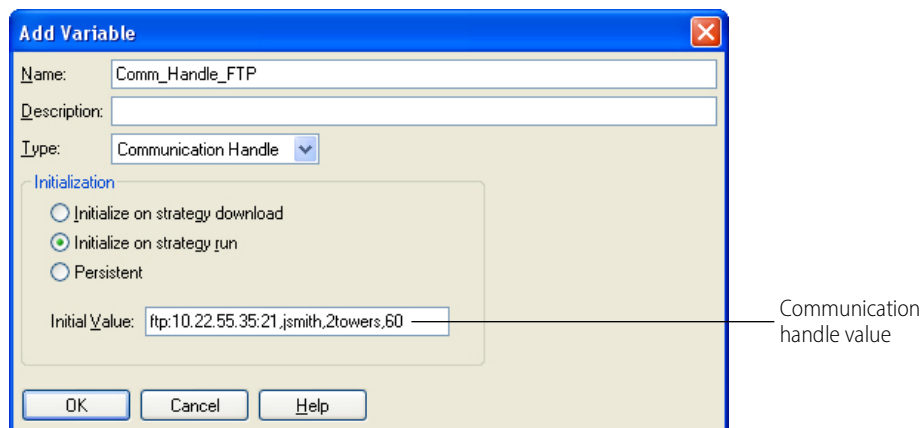 Add Variable
Name: Comm_Handle_FTP
Description:
Type: Communication Handle
Initialization
Initialize on strategy download
Initialize on strategy run
Persistent
Initial Value: ftp:10.22.55.35:21,jsmith,2towers,60
Communication
handle value
OK Cancel Help